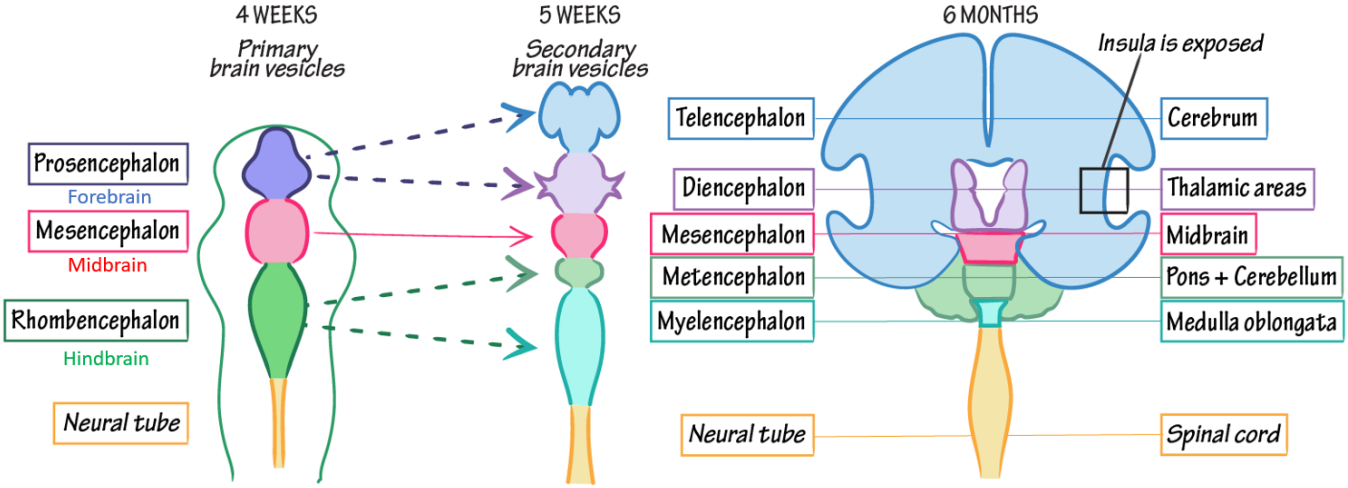 4 WEEKS
Primary
brain vesicles
5 WEEKS
Secondary
brain vesicles
6 MONTHS
Insula is exposed
Prosencephalon
Forebrain
Mesencephalon
Midbrain
Rhombencephalon
Hindbrain
Neural tube
Telencephalon
Cerebrum
Diencephalon
Thalamic areas
Mesencephalon
Midbrain
Metencephalon
Pons + Cerebellum
Myelencephalon
Medulla oblongata
Neural tube
Spinal cord